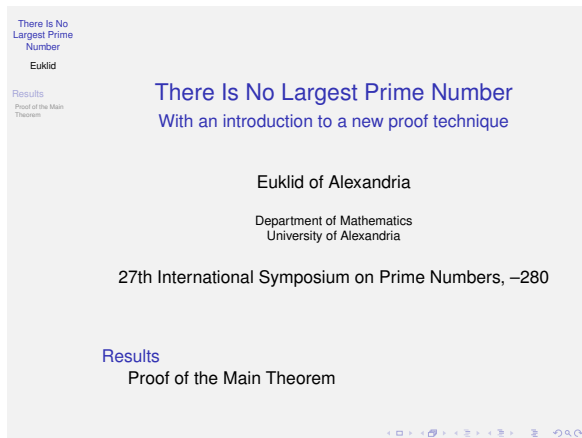 There Is No
Largest Prime
Number
Euklid
Results
Proof of the Main
Theorem
There Is No Largest Prime Number
With an introduction to a new proof technique
Euklid of Alexandria
Department of Mathematics
University of Alexandria
27th International Symposium on Prime Numbers, –280
Results
Proof of the Main Theorem